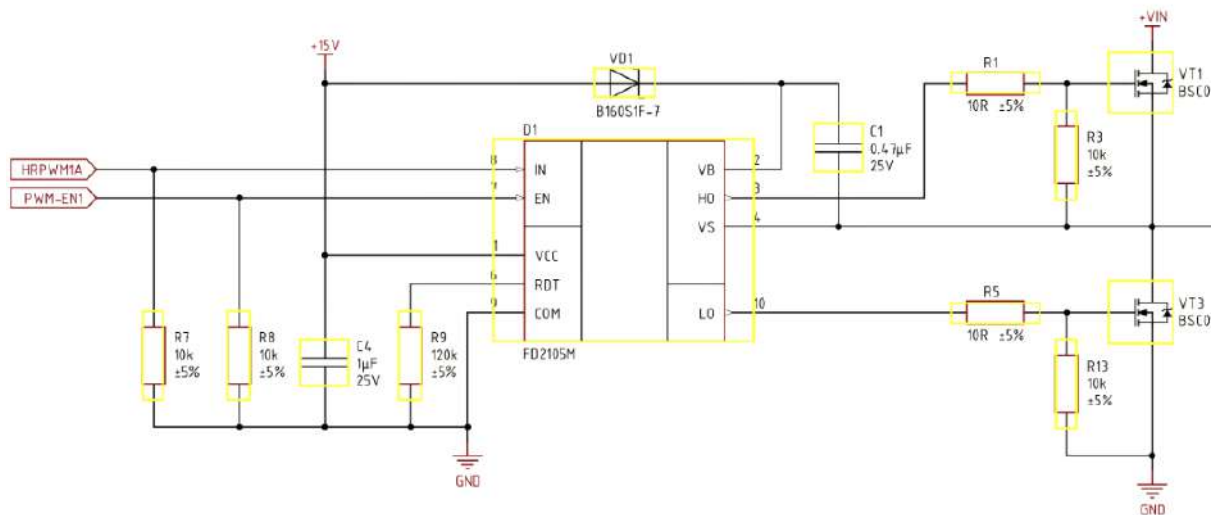 +VIN
+15V
VD1
B160S1F-7
R1
10R ±5%
VT1
BSC0
D1
C1
0.47µF
25V
R3
10k
±5%
HRPWM1A
8
IN
VB
2
PWM-EN1
7
EN
HO
3
VS
4
1
VCC
6
RDT
9
COM
LO
10
FD2105M
R5
10R ±5%
VT3
BSC0
R7
10k
±5%
R8
10k
±5%
C4
1µF
25V
R9
120k
±5%
R13
10k
±5%
GND
GND